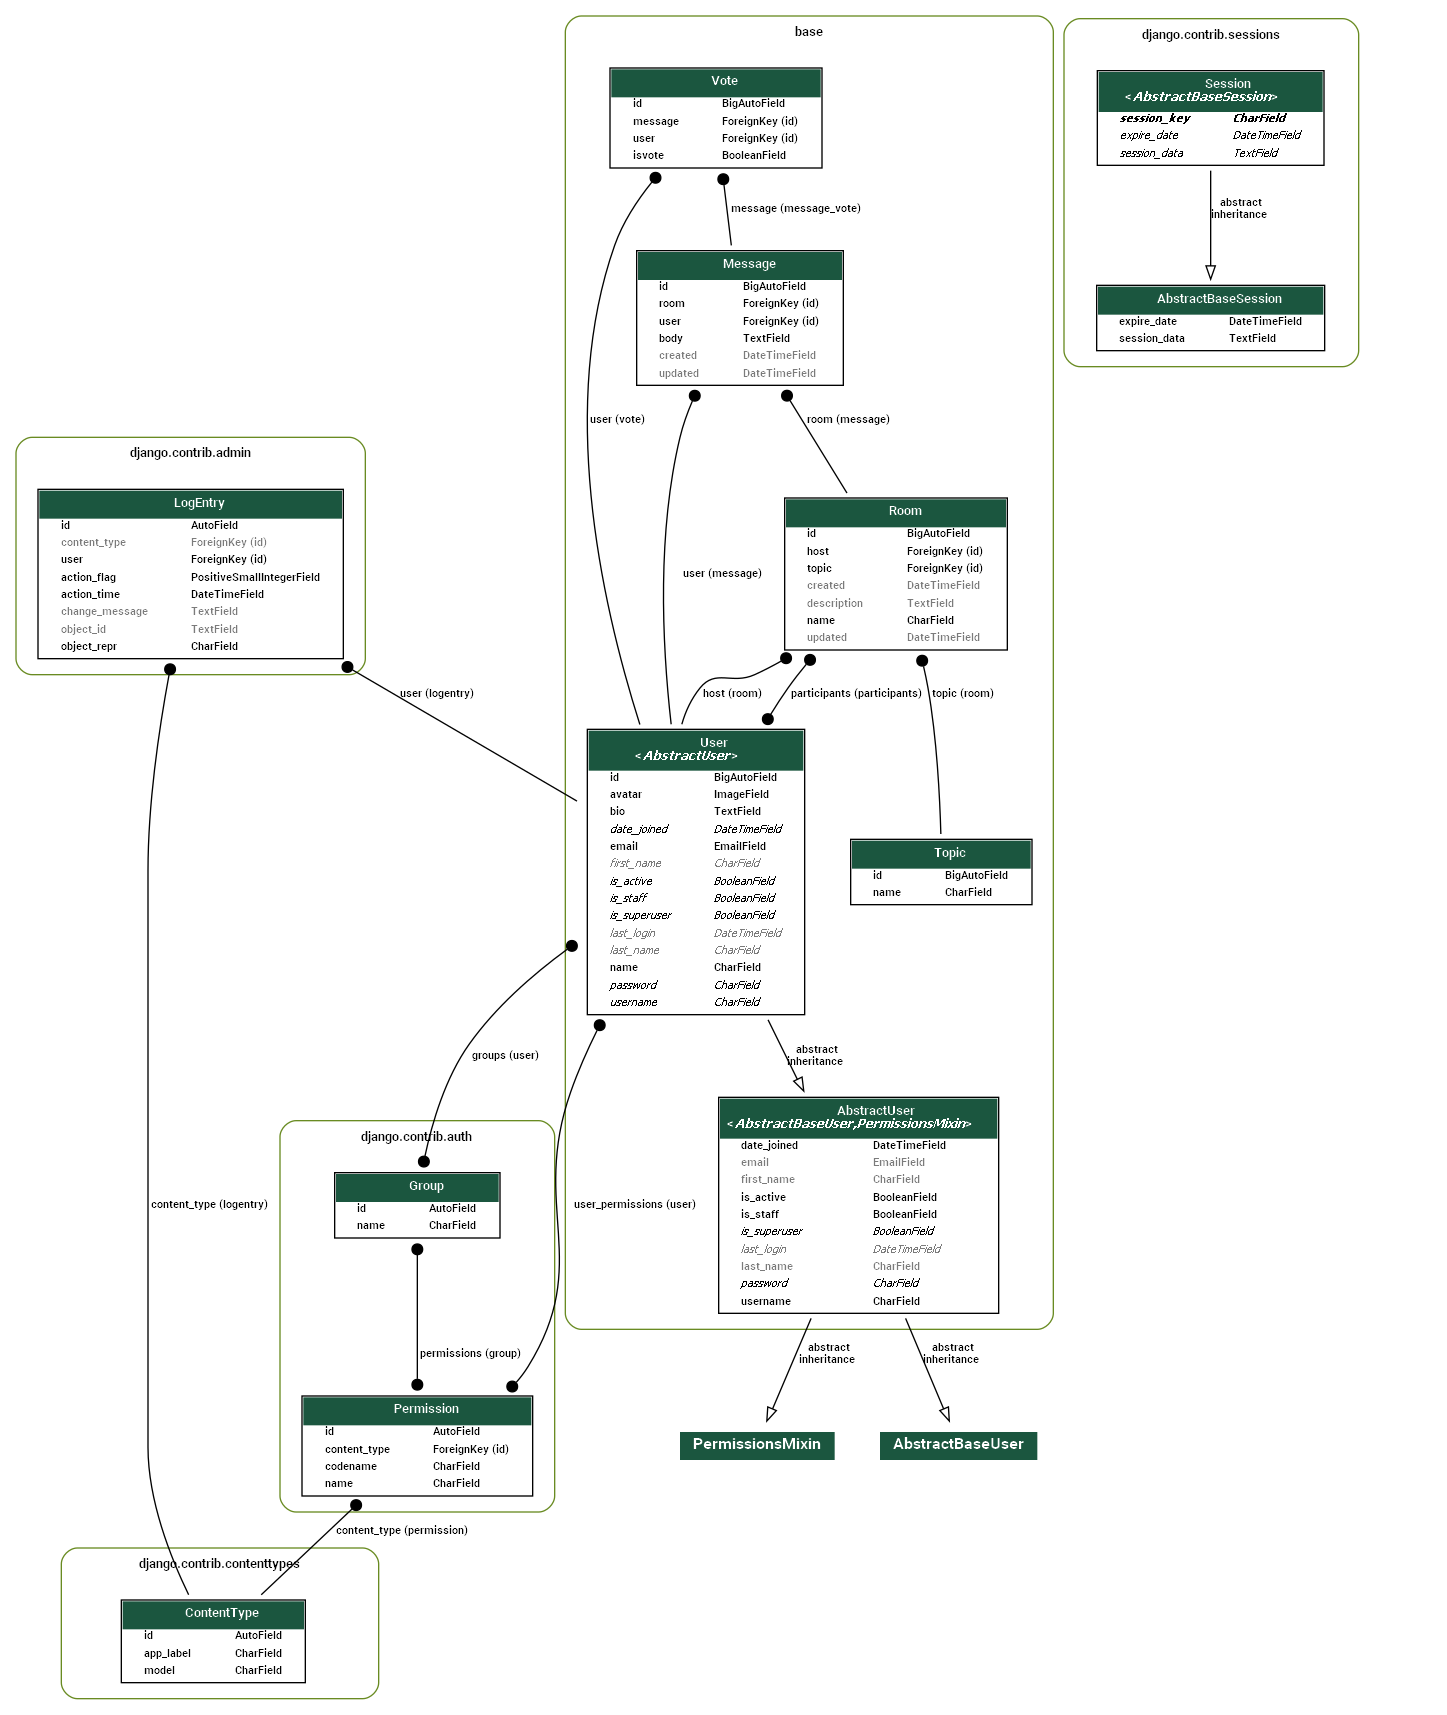 base
Vote
id BigAutoField
message ForeignKey (id)
user ForeignKey (id)
isvote BooleanField
message (message_vote)
user (vote)
Message
id BigAutoField
room ForeignKey (id)
user ForeignKey (id)
body TextField
created DateTimeField
updated DateTimeField
room (message)
user (message)
Room
id BigAutoField
host ForeignKey (id)
topic ForeignKey (id)
created DateTimeField
description TextField
name CharField
updated DateTimeField
host (room)
participants (participants)
topic (room)
User
<AbstractUser>
id BigAutoField
avatar ImageField
bio TextField
date_joined DateTimeField
email EmailField
first_name CharField
is_active BooleanField
is_staff BooleanField
is_superuser BooleanField
last_login DateTimeField
last_name CharField
name CharField
password CharField
username CharField
Topic
id BigAutoField
name CharField
abstract
inheritance
AbstractUser
<AbstractBaseUser,PermissionsMixin>
date_joined DateTimeField
email EmailField
first_name CharField
is_active BooleanField
is_staff BooleanField
is_superuser BooleanField
last_login DateTimeField
last_name CharField
password CharField
username CharField
abstract
inheritance
abstract
inheritance
PermissionsMixin
AbstractBaseUser
django.contrib.sessions
Session
<AbstractBaseSession>
session_key CharField
expire_date DateTimeField
session_data TextField
abstract
inheritance
AbstractBaseSession
expire_date DateTimeField
session_data TextField
django.contrib.admin
LogEntry
id AutoField
content_type ForeignKey (id)
user ForeignKey (id)
action_flag PositiveSmallIntegerField
action_time DateTimeField
change_message TextField
object_id TextField
object_repr CharField
user (logentry)
content_type (logentry)
groups (user)
user_permissions (user)
django.contrib.auth
Group
id AutoField
name CharField
permissions (group)
Permission
id AutoField
content_type ForeignKey (id)
codename CharField
name CharField
content_type (permission)
django.contrib.contenttypes
ContentType
id AutoField
app_label CharField
model CharField